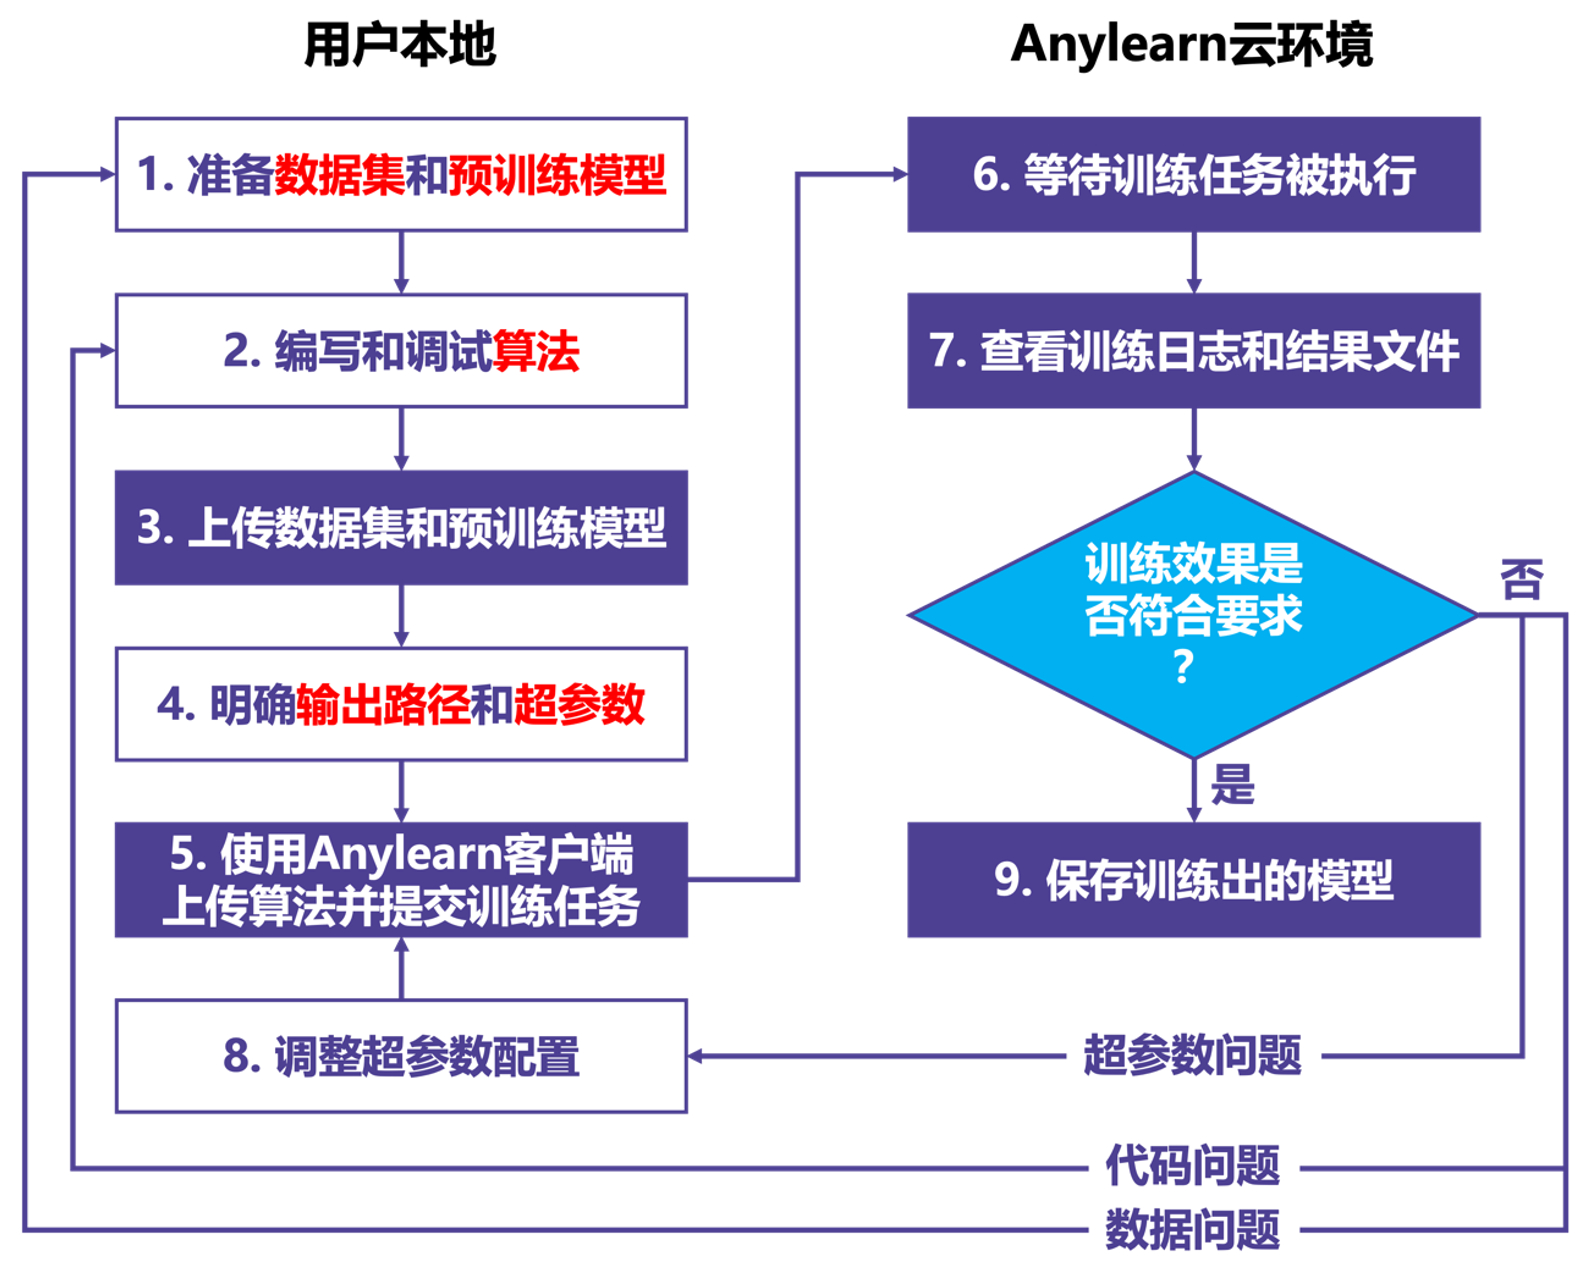 用户本地
1. 准备数据集和预训练模型
2. 编写和调试算法
3. 上传数据集和预训练模型
4. 明确输出路径和超参数
5. 使用Anylearn客户端
上传算法并提交训练任务
8. 调整超参数配置
Anylearn云环境
6. 等待训练任务被执行
7. 查看训练日志和结果文件
训练效果是
否符合要求
?
否
是
9. 保存训练出的模型
超参数问题
代码问题
数据问题